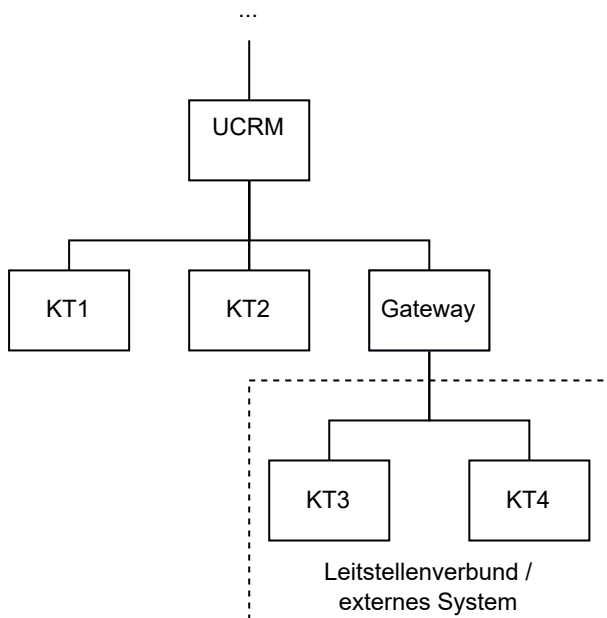 ...
UCRM
KT1
KT2
Gateway
KT3
KT4
Leitstellenverbund /
externes System